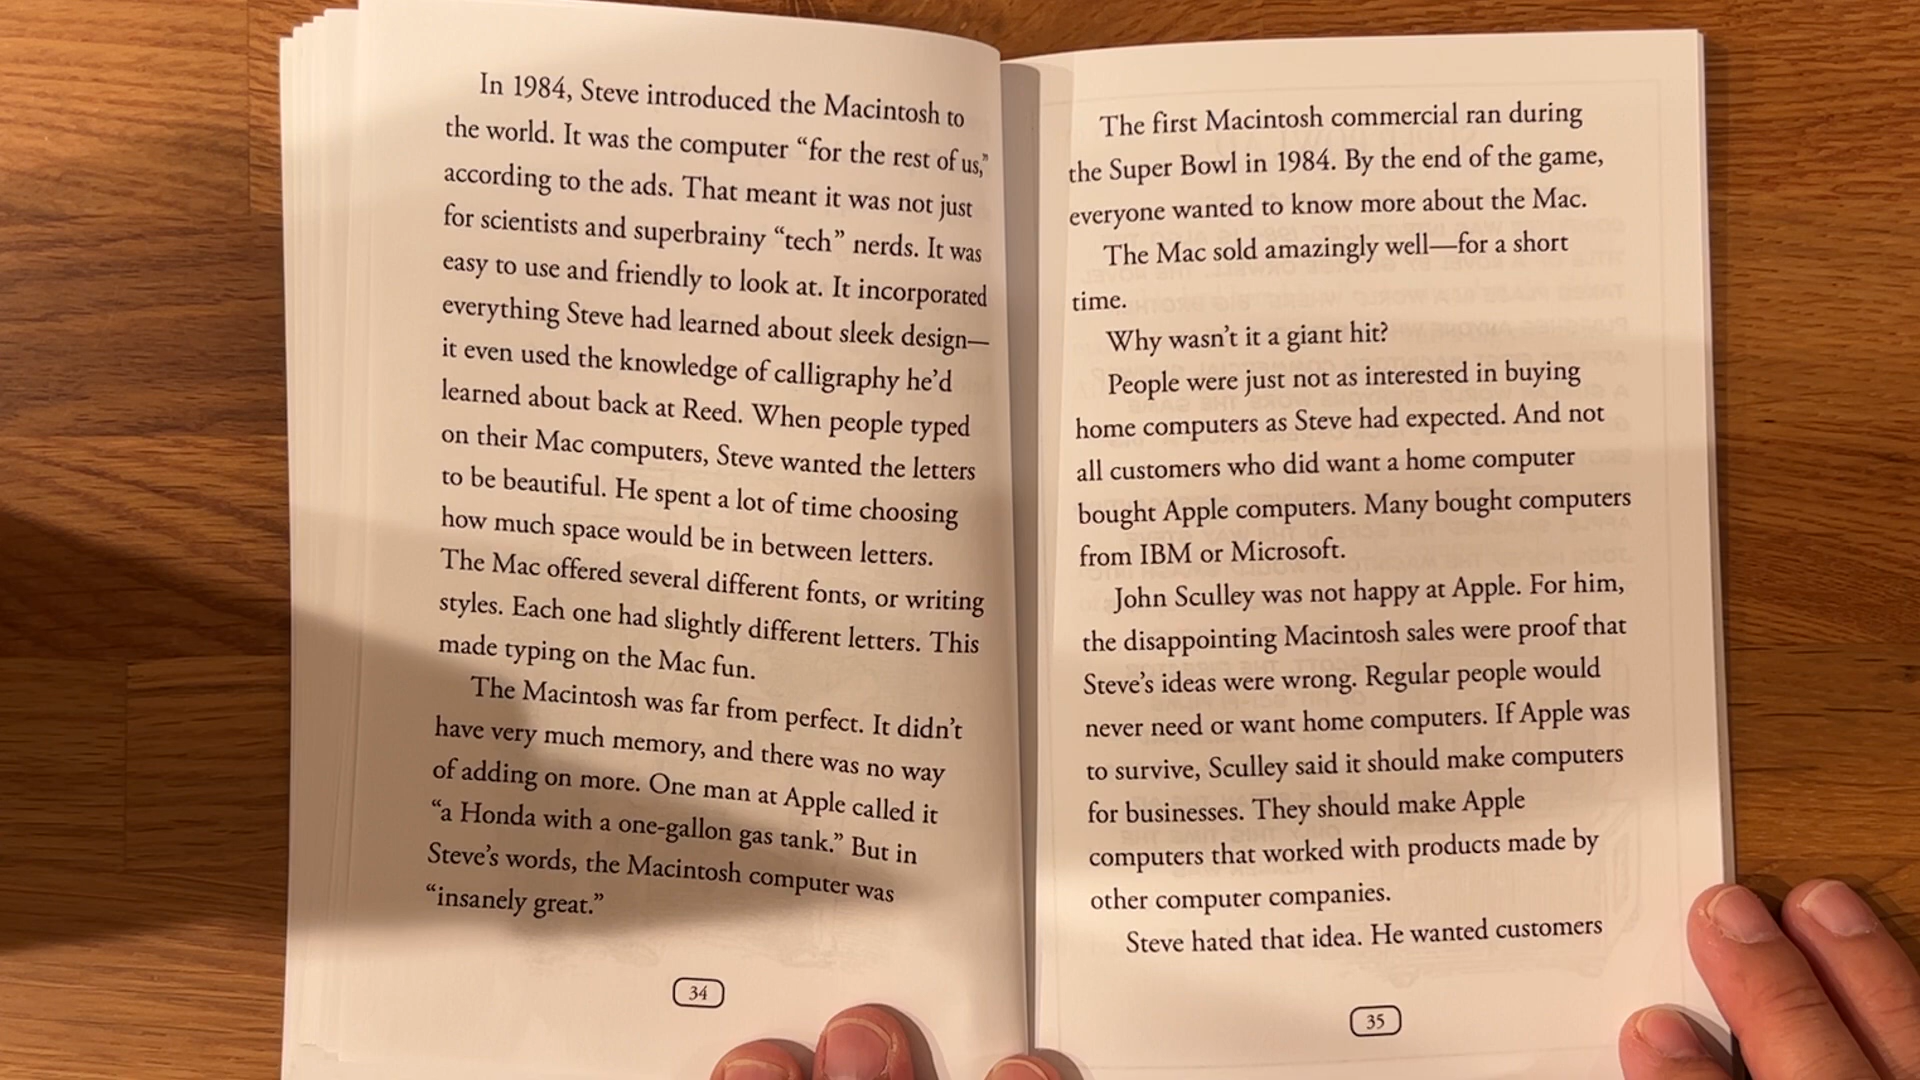 In 1984, Steve introduced the Macintosh to
the world. It was the computer “for the rest of us,”
according to the ads. That meant it was not just
for scientists and superbrainy “tech” nerds. It was
easy to use and friendly to look at. It incorporated
everything Steve had learned about sleek design—
it even used the knowledge of calligraphy he’d
learned about back at Reed. When people typed
on their Mac computers, Steve wanted the letters
to be beautiful. He spent a lot of time choosing
how much space would be in between letters.
The Mac offered several different fonts, or writing
styles. Each one had slightly different letters. This
made typing on the Mac fun.
The Macintosh was far from perfect. It didn’t
have very much memory, and there was no way
of adding on more. One man at Apple called it
“a Honda with a one-gallon gas tank.” But in
Steve’s words, the Macintosh computer was
“insanely great.”
34
The first Macintosh commercial ran during
the Super Bowl in 1984. By the end of the game,
everyone wanted to know more about the Mac.
The Mac sold amazingly well—for a short
time.
Why wasn’t it a giant hit?
People were just not as interested in buying
home computers as Steve had expected. And not
all customers who did want a home computer
bought Apple computers. Many bought computers
from IBM or Microsoft.
John Sculley was not happy at Apple. For him,
the disappointing Macintosh sales were proof that
Steve’s ideas were wrong. Regular people would
never need or want home computers. If Apple was
to survive, Sculley said it should make computers
for businesses. They should make Apple
computers that worked with products made by
other computer companies.
Steve hated that idea. He wanted customers
35